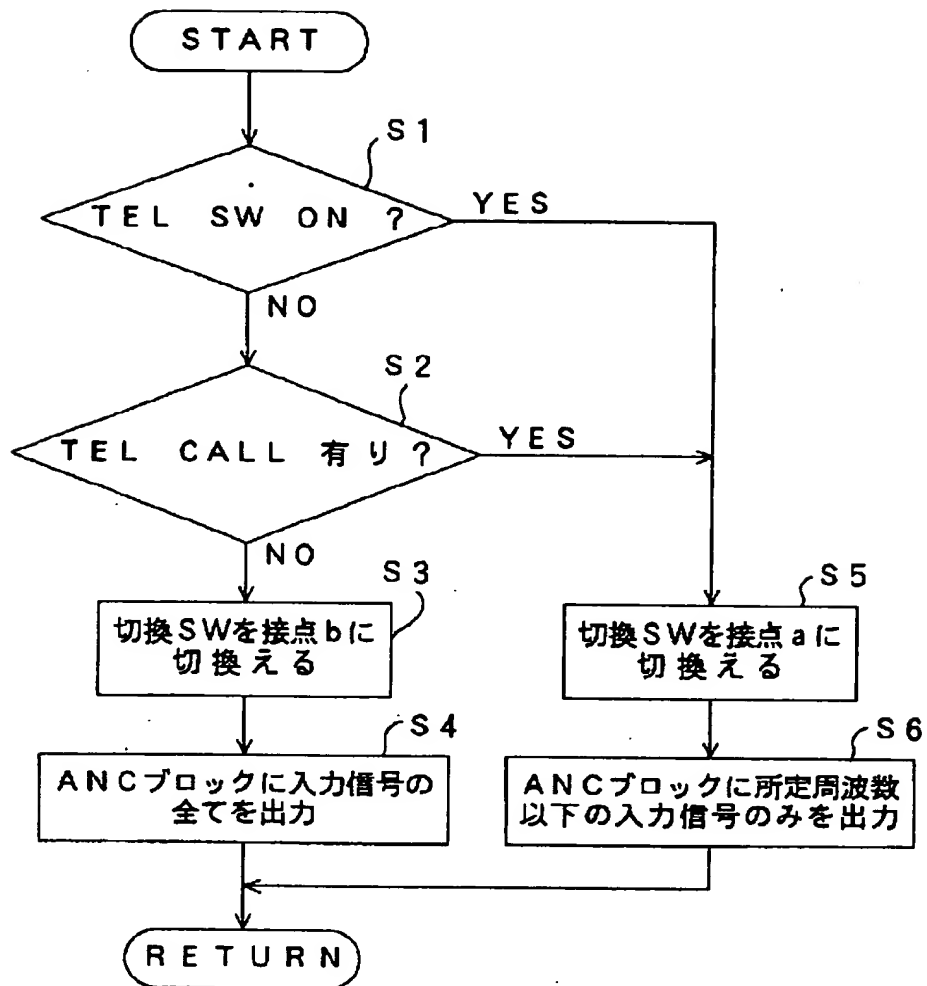 START
S1
TEL SW ON ?
YES
NO
S2
TEL CALL 有り?
YES
NO
S3
切換SWを接点bに
切換える
S5
切換SWを接点aに
切換える
S4
ANCブロックに入力信号の
全てを出力
S6
ANCブロックに所定周波数
以下の入力信号のみを出力
RETURN